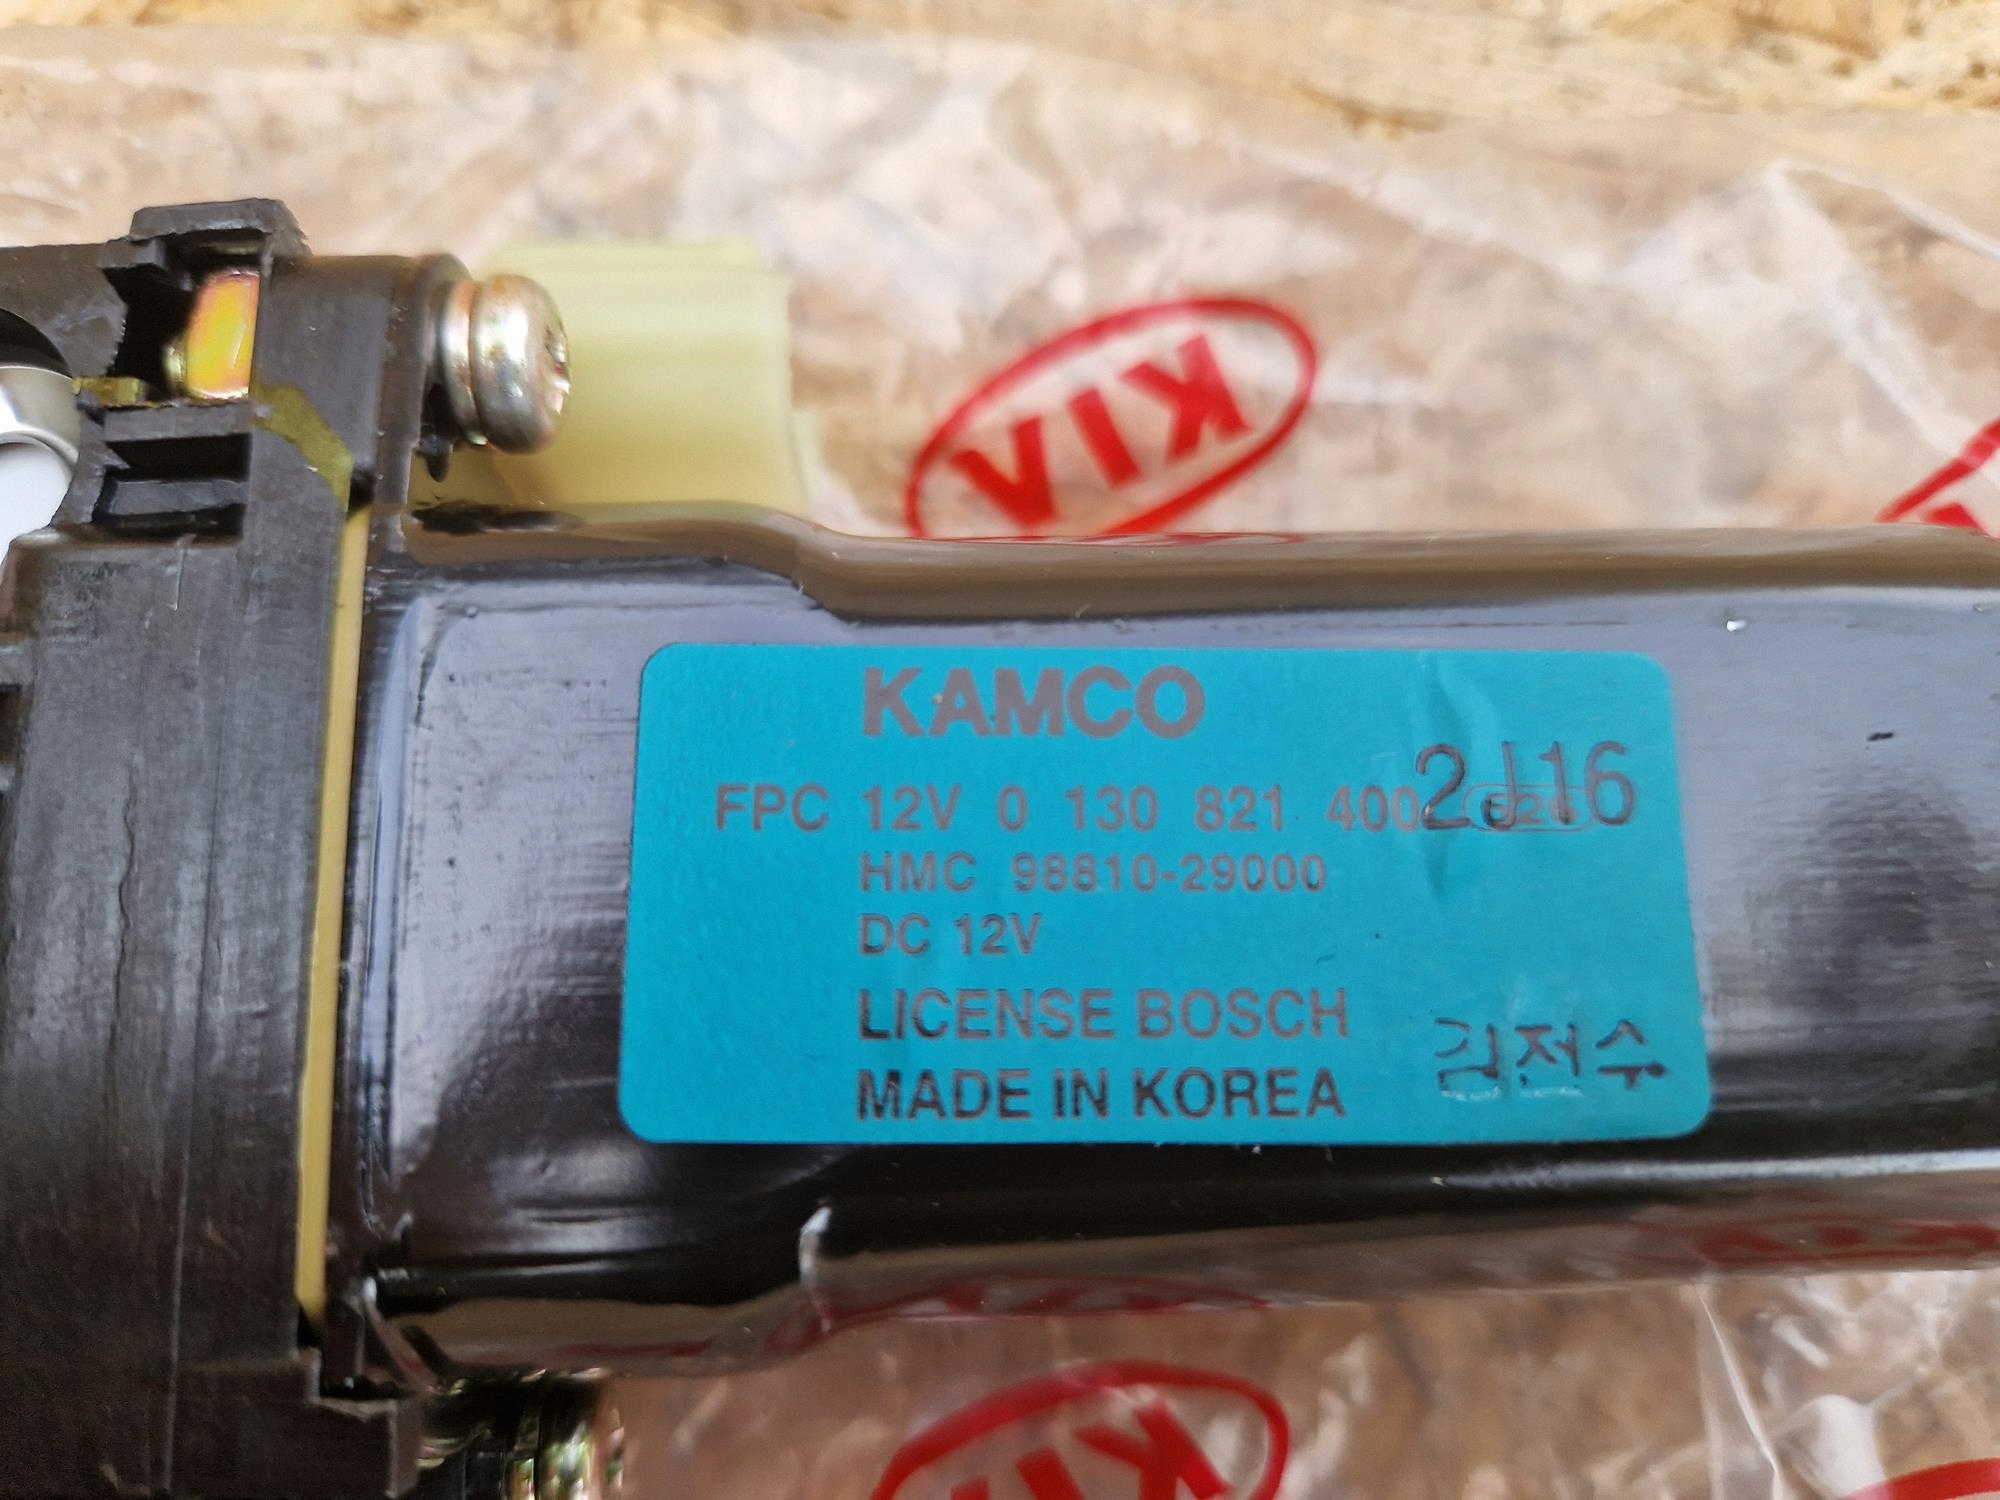 KIA
KAMCO
FPC 12V 0 130 821 400 2J16
HMC 98810-29000
DC 12V
LICENSE BOSCH
MADE IN KOREA
김전수